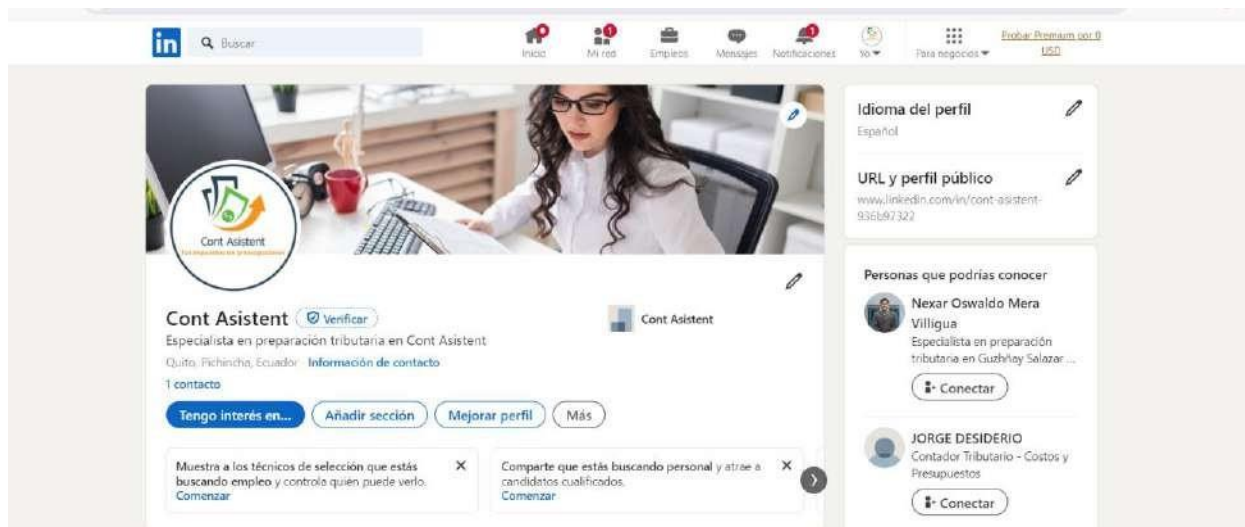 in
Buscar
Inicio
Mi red
1
Empleos
Mensajes
Notificaciones
1
Yo
Para negocios
Probar Premium por 0
USD
Cont Asistent
Cont Asistent
Verificar
Especialista en preparación tributaria en Cont Asistent
Quito, Pichincha, Ecuador · Información de contacto
1 contacto
Cont Asistent
Tengo interés en...
Añadir sección
Mejorar perfil
Más
Muestra a los técnicos de selección que estás
buscando empleo y controla quién puede verlo.
Comenzar
Comparte que estás buscando personal y atrae a
candidatos cualificados.
Comenzar
Idioma del perfil
Español
URL y perfil público
www.linkedin.com/in/cont-asistent-
936b97322
Personas que podrías conocer
Nexar Oswaldo Mera
Villigua
Especialista en preparación
tributaria en Guzhñay Salazar ...
Conectar
JORGE DESIDERIO
Contador Tributario - Costos y
Presupuestos
Conectar